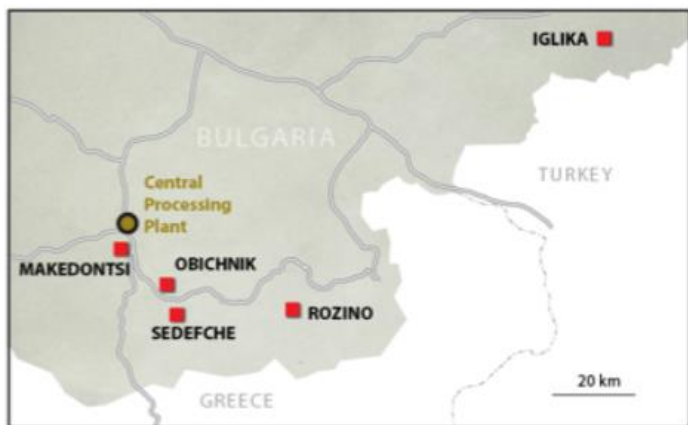 IGLIKA
BULGARIA
TURKEY
Central
Processing
Plant
MAKEDONTSI
OBICHNIK
SEDEFCHE
ROZINO
20 km
GREECE